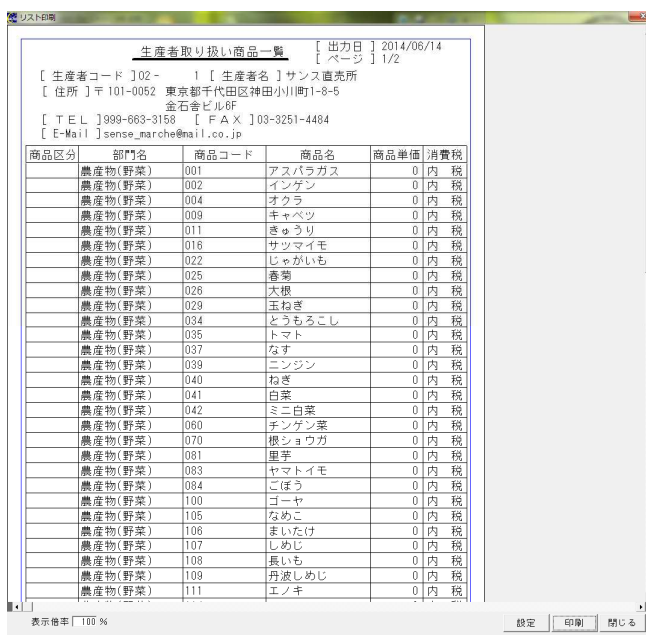 リスト印刷
生産者取り扱い商品一覧 [ 出力日 ] 2014/06/14
[ ページ ] 1/2
[ 生産者コード ]02 - 1 [ 生産者名 ]サンス直売所
[ 住所 ]〒101-0052 東京都千代田区神田小川町1-8-5
金石舎ビル6F
[ TEL ]999-663-3158 [ FAX ]03-3251-4484
[ E-Mail ]sense_marche@mail.co.jp
商品区分 部門名 商品コード 商品名 商品単価 消費税
農産物(野菜) 001 アスパラガス 0 内 税
農産物(野菜) 002 インゲン 0 内 税
農産物(野菜) 004 オクラ 0 内 税
農産物(野菜) 009 キャベツ 0 内 税
農産物(野菜) 011 きゅうり 0 内 税
農産物(野菜) 016 サツマイモ 0 内 税
農産物(野菜) 022 じゃがいも 0 内 税
農産物(野菜) 025 春菊 0 内 税
農産物(野菜) 026 大根 0 内 税
農産物(野菜) 029 玉ねぎ 0 内 税
農産物(野菜) 034 とうもろこし 0 内 税
農産物(野菜) 035 トマト 0 内 税
農産物(野菜) 037 なす 0 内 税
農産物(野菜) 039 ニンジン 0 内 税
農産物(野菜) 040 ねぎ 0 内 税
農産物(野菜) 041 白菜 0 内 税
農産物(野菜) 042 ミニ白菜 0 内 税
農産物(野菜) 060 チンゲン菜 0 内 税
農産物(野菜) 070 根ショウガ 0 内 税
農産物(野菜) 081 里芋 0 内 税
農産物(野菜) 083 ヤマトイモ 0 内 税
農産物(野菜) 084 ごぼう 0 内 税
農産物(野菜) 100 ゴーヤ 0 内 税
農産物(野菜) 105 なめこ 0 内 税
農産物(野菜) 106 まいたけ 0 内 税
農産物(野菜) 107 しめじ 0 内 税
農産物(野菜) 108 長いも 0 内 税
農産物(野菜) 109 丹波しめじ 0 内 税
農産物(野菜) 111 エノキ 0 内 税
表示倍率 100 % 設定 印刷 閉じる